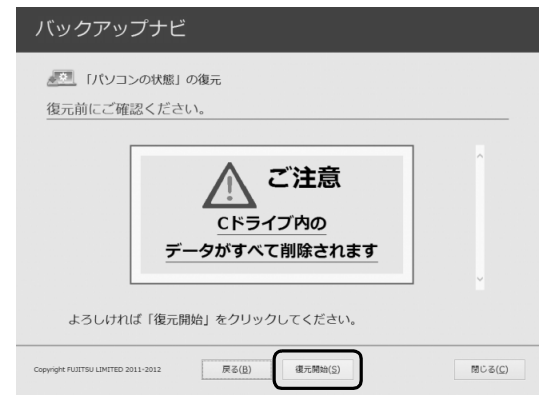 バックアップナビ
「パソコンの状態」の復元
復元前にご確認ください。
ご注意
Cドライブ内の
データがすべて削除されます
よろしければ「復元開始」をクリックしてください。
Copyright FUJITSU LIMITED 2011-2012
戻る(B)
復元開始(S)
閉じる(C)